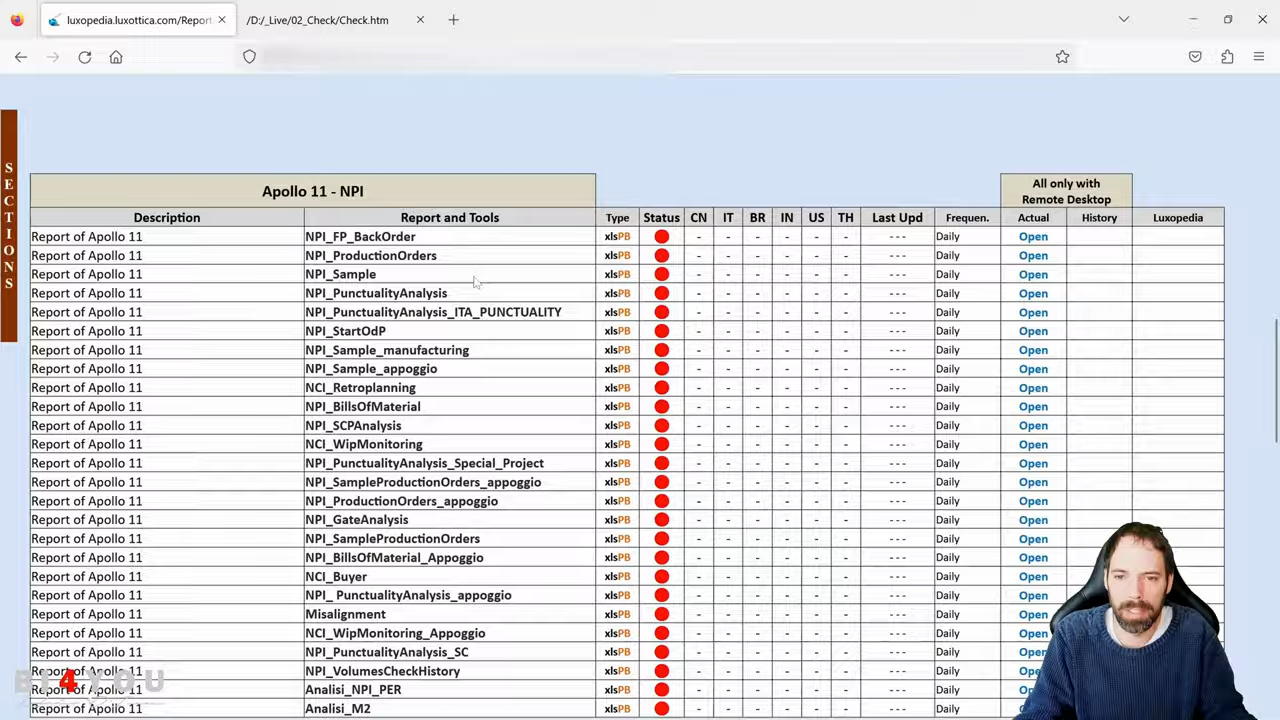 luxopedia.luxottica.com/Report
/D:/_Live/02_Check/Check.htm
SECTIONS
Apollo 11 - NPI
All only with
Remote Desktop
Description Report and Tools Type Status CN IT BR IN US TH Last Upd Frequen. Actual History Luxopedia
Report of Apollo 11 NPI_FP_BackOrder xlsPB - - - - - - --- Daily Open
Report of Apollo 11 NPI_ProductionOrders xlsPB - - - - - - --- Daily Open
Report of Apollo 11 NPI_Sample xlsPB - - - - - - --- Daily Open
Report of Apollo 11 NPI_PunctualityAnalysis xlsPB - - - - - - --- Daily Open
Report of Apollo 11 NPI_PunctualityAnalysis_ITA_PUNCTUALITY xlsPB - - - - - - --- Daily Open
Report of Apollo 11 NPI_StartOdP xlsPB - - - - - - --- Daily Open
Report of Apollo 11 NPI_Sample_manufacturing xlsPB - - - - - - --- Daily Open
Report of Apollo 11 NPI_Sample_appoggio xlsPB - - - - - - --- Daily Open
Report of Apollo 11 NCI_Retroplanning xlsPB - - - - - - --- Daily Open
Report of Apollo 11 NPI_BillsOfMaterial xlsPB - - - - - - --- Daily Open
Report of Apollo 11 NPI_SCPAnalysis xlsPB - - - - - - --- Daily Open
Report of Apollo 11 NCI_WipMonitoring xlsPB - - - - - - --- Daily Open
Report of Apollo 11 NPI_PunctualityAnalysis_Special_Project xlsPB - - - - - - --- Daily Open
Report of Apollo 11 NPI_SampleProductionOrders_appoggio xlsPB - - - - - - --- Daily Open
Report of Apollo 11 NPI_ProductionOrders_appoggio xlsPB - - - - - - --- Daily Open
Report of Apollo 11 NPI_GateAnalysis xlsPB - - - - - - --- Daily Open
Report of Apollo 11 NPI_SampleProductionOrders xlsPB - - - - - - --- Daily Open
Report of Apollo 11 NPI_BillsOfMaterial_Appoggio xlsPB - - - - - - --- Daily Open
Report of Apollo 11 NCI_Buyer xlsPB - - - - - - --- Daily Open
Report of Apollo 11 NPI_ PunctualityAnalysis_appoggio xlsPB - - - - - - --- Daily Open
Report of Apollo 11 Misalignment xlsPB - - - - - - --- Daily Open
Report of Apollo 11 NCI_WipMonitoring_Appoggio xlsPB - - - - - - --- Daily Open
Report of Apollo 11 NPI_PunctualityAnalysis_SC xlsPB - - - - - - --- Daily Open
Report of Apollo 11 NPI_VolumesCheckHistory xlsPB - - - - - - --- Daily Open
Report of Apollo 11 Analisi_NPI_PER xlsPB - - - - - - --- Daily
Report of Apollo 11 Analisi_M2 xlsPB - - - - - - --- Daily
BI4YOU